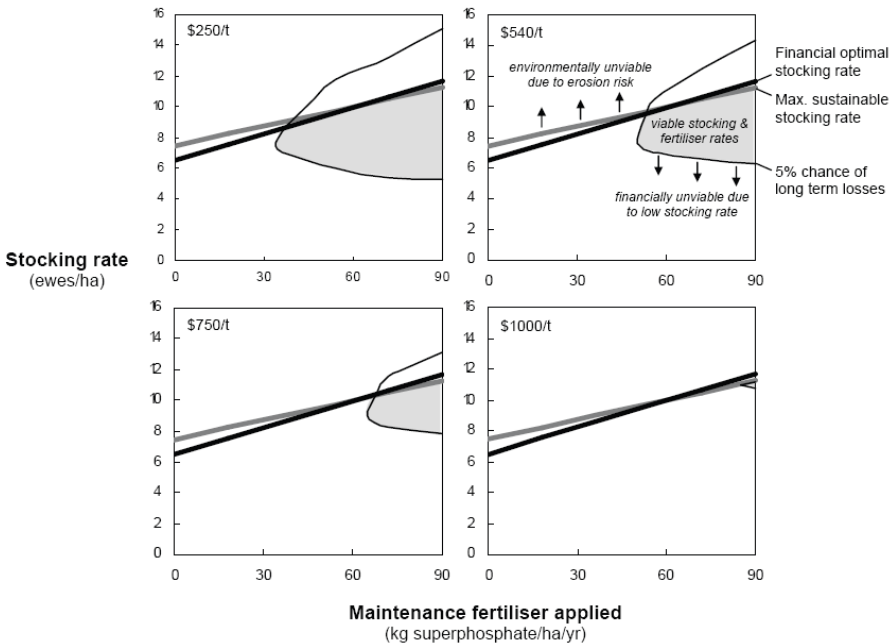 $250/t
16
14
12
10
8
6
4
2
0
0
30
60
90
$540/t
16
14
12
10
8
6
4
2
0
0
30
60
90
environmentally unviable
due to erosion risk
viable stocking &
fertiliser rates
financially unviable due
to low stocking rate
Financial optimal
stocking rate
Max. sustainable
stocking rate
5% chance of
long term losses
Stocking rate
(ewes/ha)
$750/t
16
14
12
10
8
6
4
2
0
0
30
60
90
$1000/t
16
14
12
10
8
6
4
2
0
0
30
60
90
Maintenance fertiliser applied
(kg superphosphate/ha/yr)